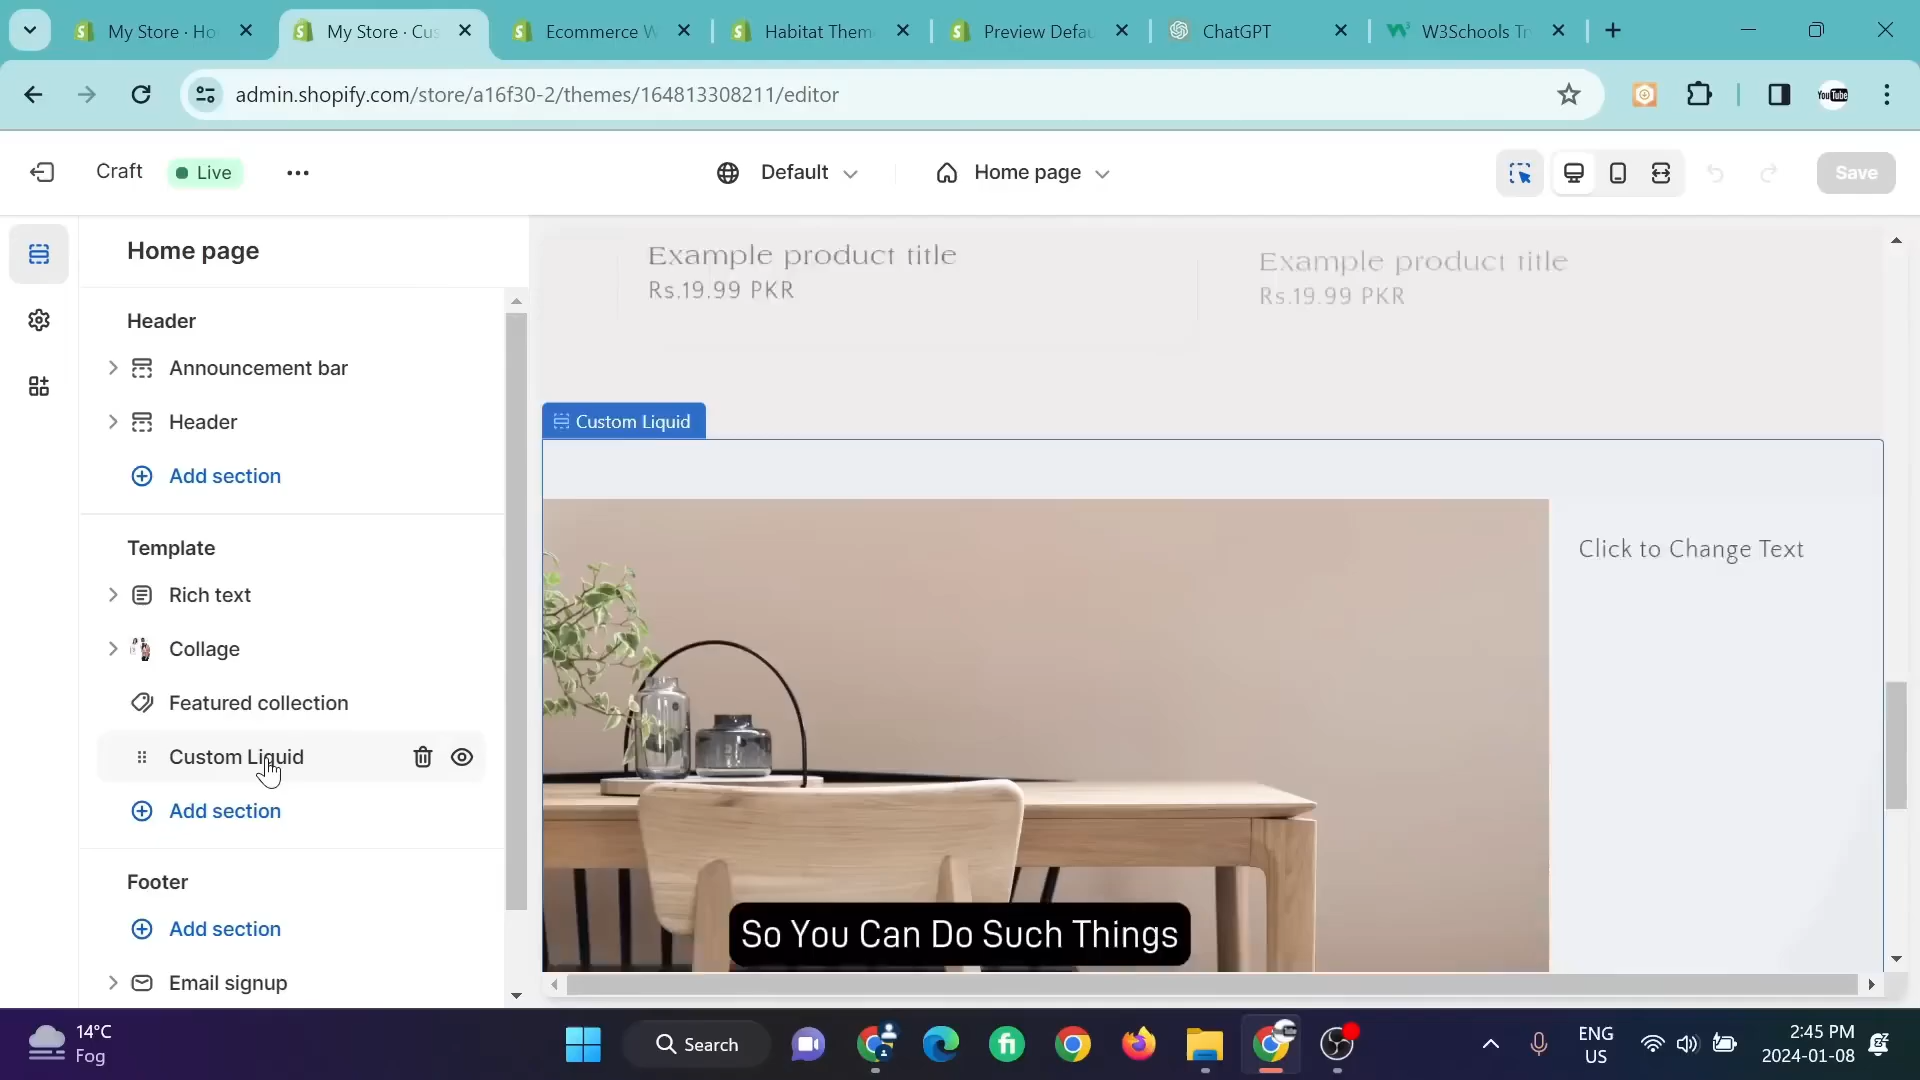 My Store · Ho
My Store · Cus
Ecommerce W
Habitat Them
Preview Defau
ChatGPT
W3Schools Tr
admin.shopify.com/store/a16f30-2/themes/164813308211/editor
YouTube
Craft
Live
Default
Home page
Save
Home page
Header
Announcement bar
Header
Add section
Template
Rich text
Collage
Featured collection
Custom Liquid
Add section
Footer
Add section
Email signup
Example product title
Rs.19.99 PKR
Example product title
Rs.19.99 PKR
Custom Liquid
Click to Change Text
So You Can Do Such Things
14°C
Fog
Search
fi
ENG
US
2:45 PM
2024-01-08